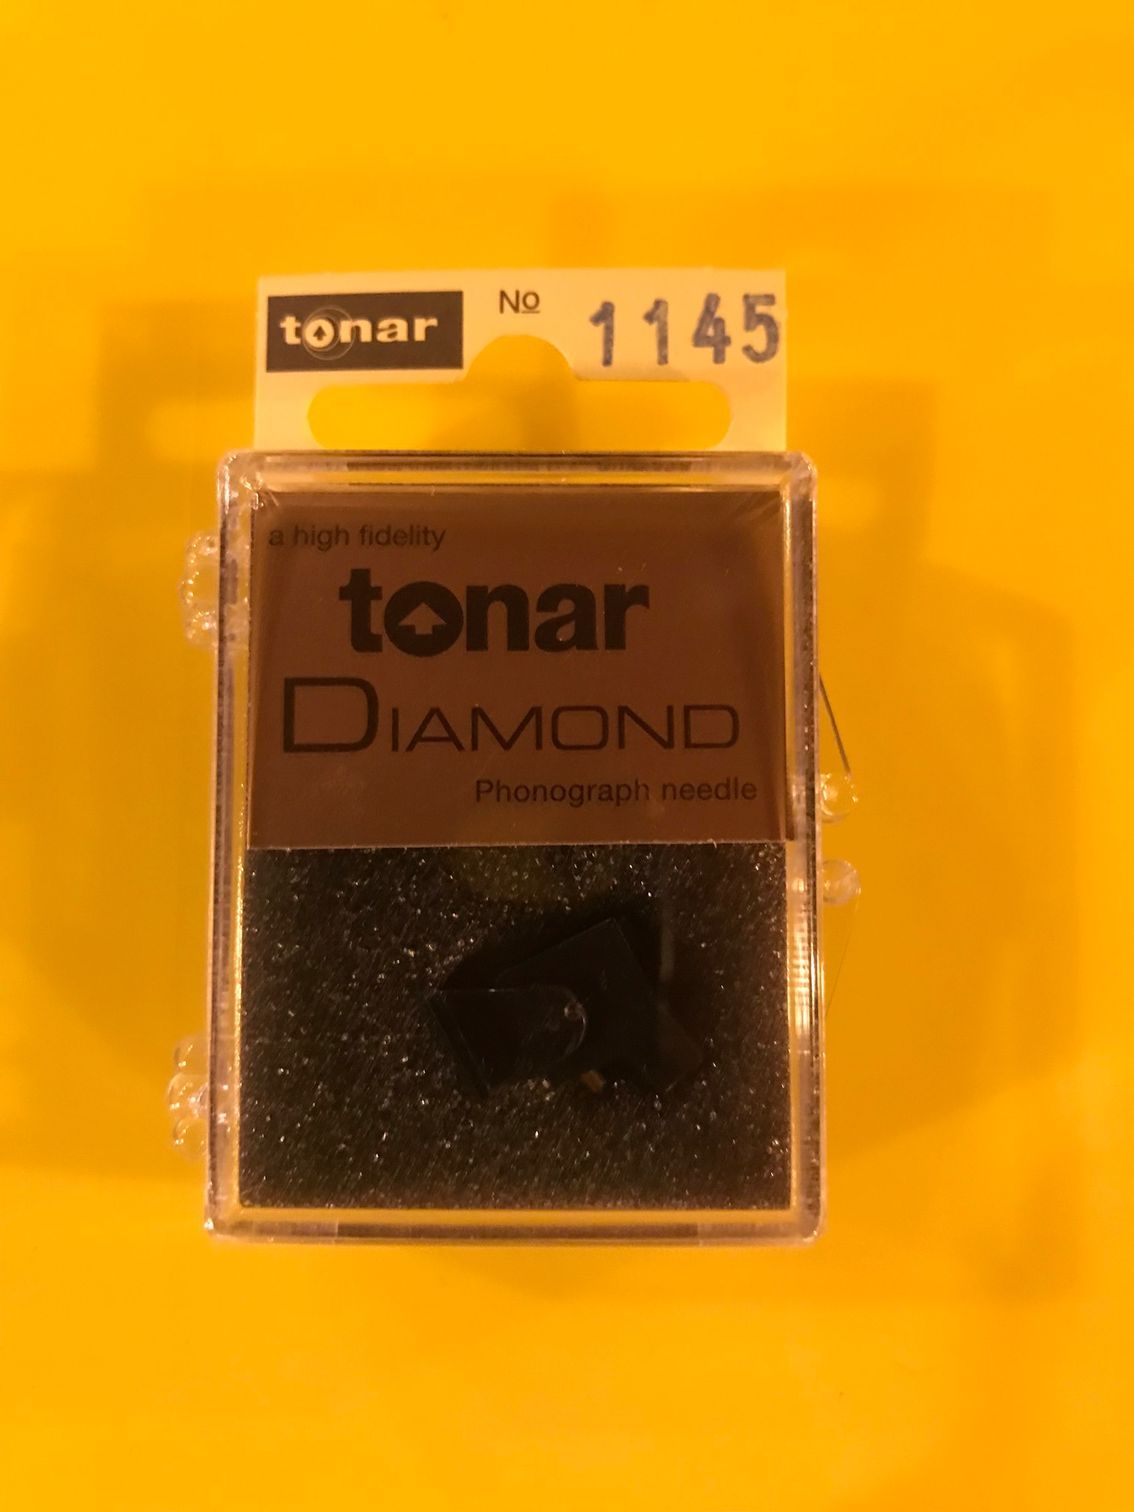 tonar No 1145
a high fidelity
tonar
DIAMOND
Phonograph needle